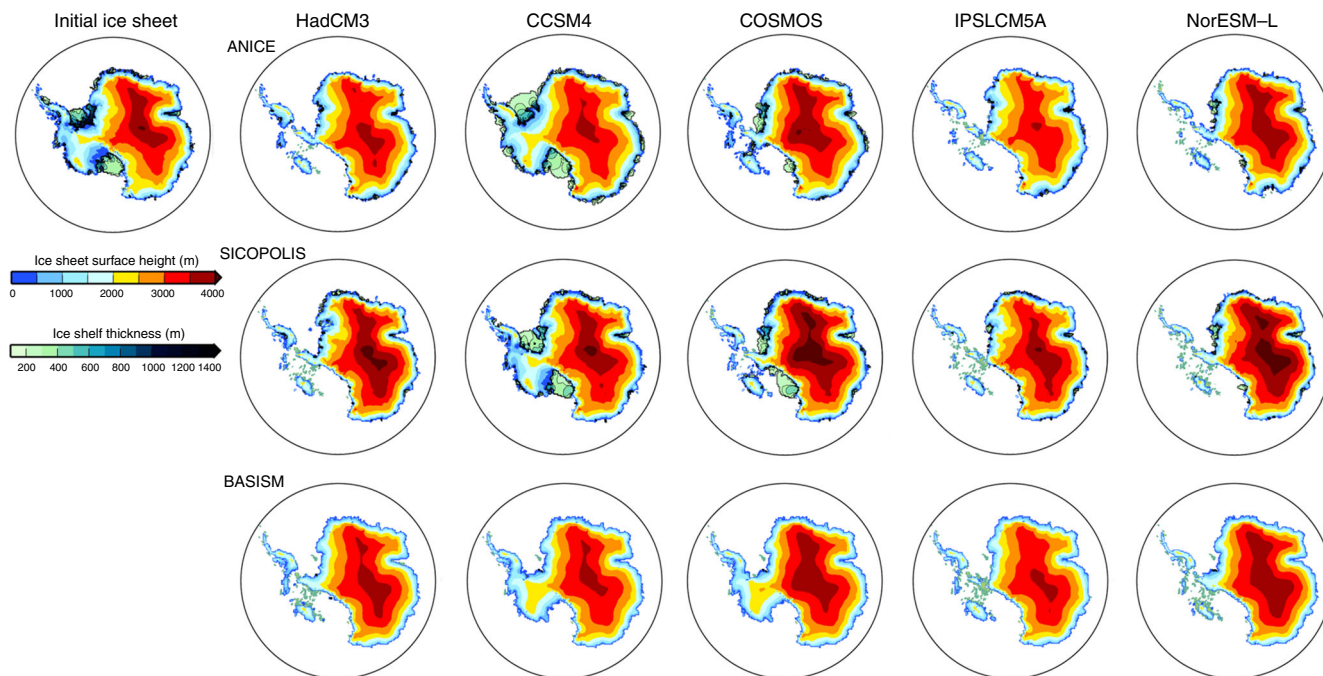 Initial ice sheet
HadCM3
CCSM4
COSMOS
IPSLCM5A
NorESM–L
ANICE
SICOPOLIS
Ice sheet surface height (m)
0 1000 2000 3000 4000
Ice shelf thickness (m)
200 400 600 800 1000 1200 1400
BASISM